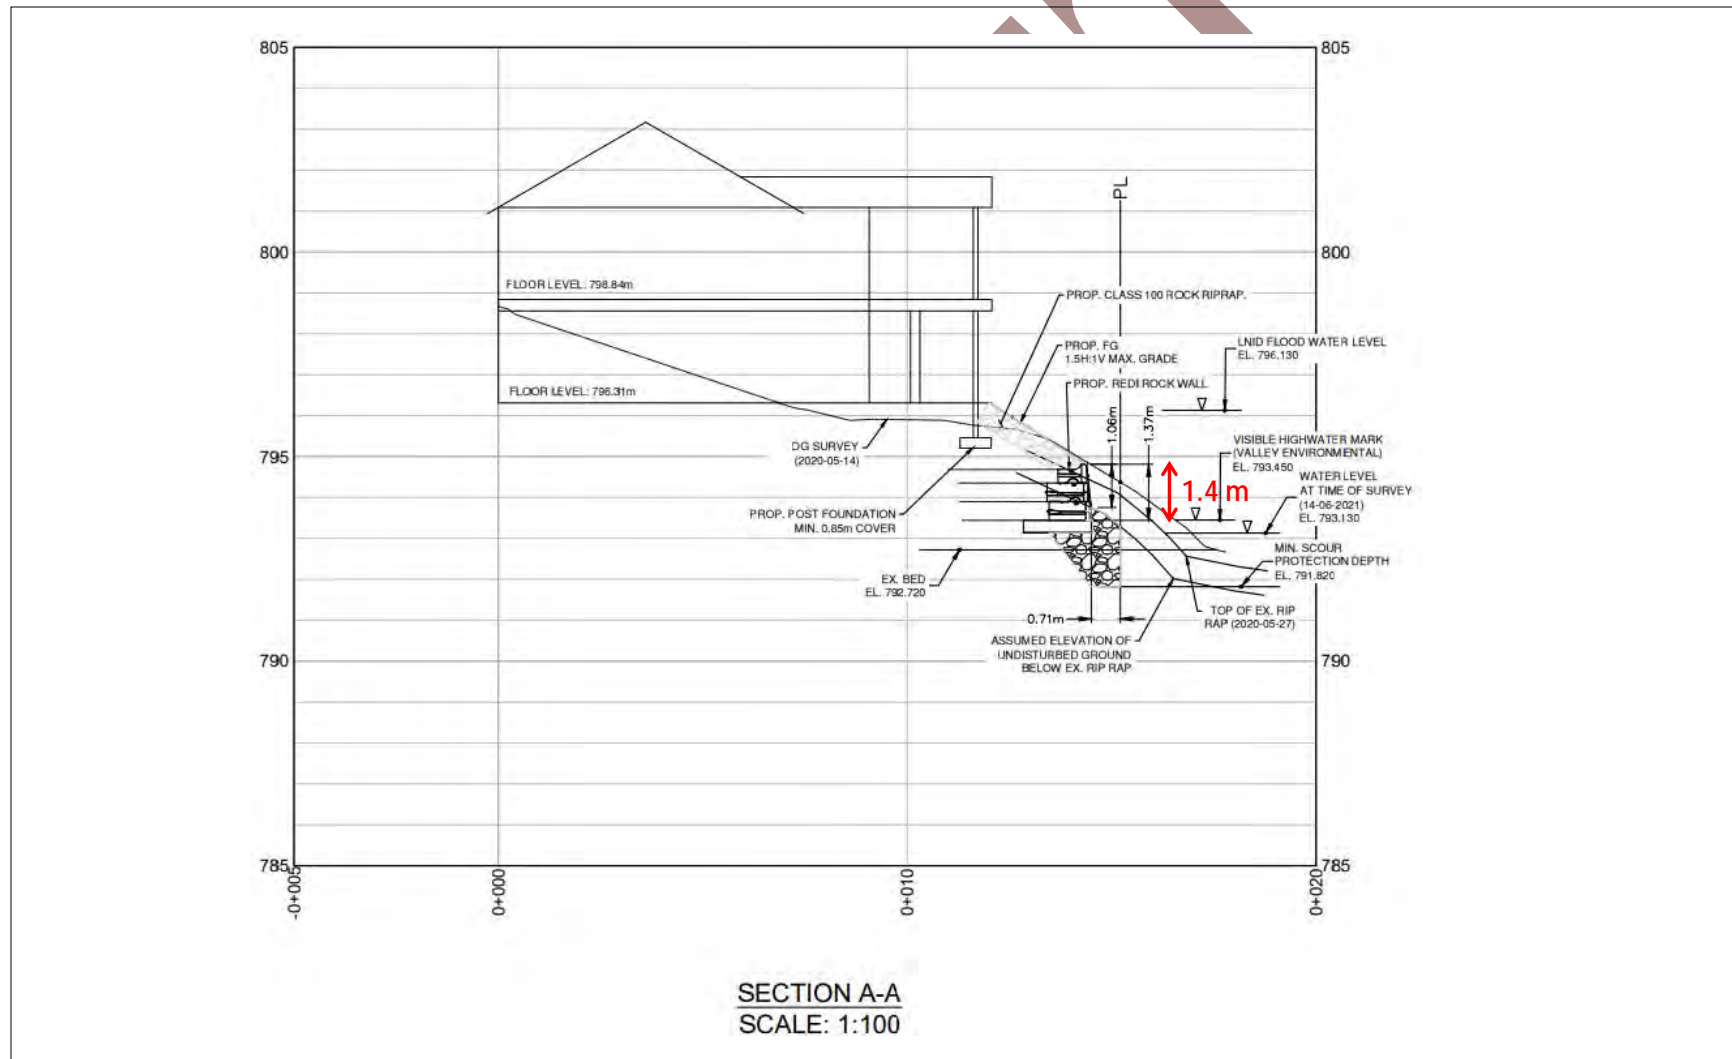 805
805
PL
800
800
FLOOR LEVEL: 798.84m
PROP. CLASS 100 ROCK RIPRAP.
PROP. FG
1.5H:1V MAX. GRADE
LNID FLOOD WATER LEVEL
EL. 796.130
PROP. REDI ROCK WALL
FLOOR LEVEL: 796.31m
1.06m
1.37m
DG SURVEY
(2020-05-14)
VISIBLE HIGHWATER MARK
(VALLEY ENVIRONMENTAL)
EL. 793.450
795
795
WATER LEVEL
AT TIME OF SURVEY
(14-06-2021)
EL. 793.130
1.4 m
PROP. POST FOUNDATION
MIN. 0.85m COVER
MIN. SCOUR
PROTECTION DEPTH
EL. 791.820
EX. BED
EL. 792.720
TOP OF EX. RIP
RAP (2020-05-27)
0.71m
ASSUMED ELEVATION OF
UNDISTURBED GROUND
BELOW EX. RIP RAP
790
790
785
785
-0+005
0+000
0+010
0+020
SECTION A-A
SCALE: 1:100